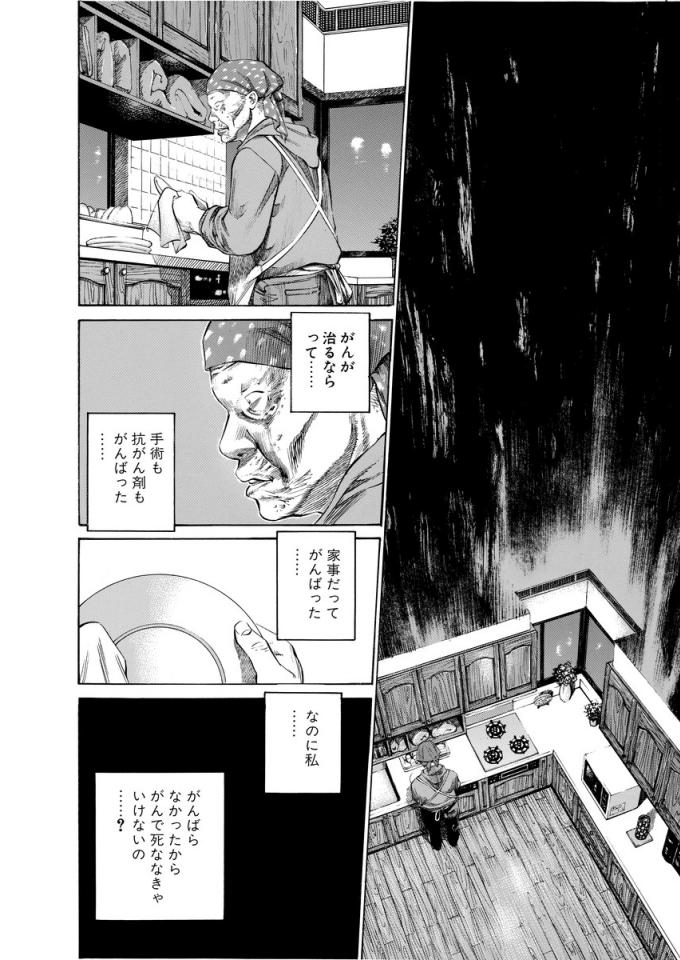 がんが
治るなら
って……
手術も
抗がん剤も
がんばった
……
家事だって
がんばった
……
なのに私
……
がんばら
なかったから
がんで死ななきゃ
いけないの
……?